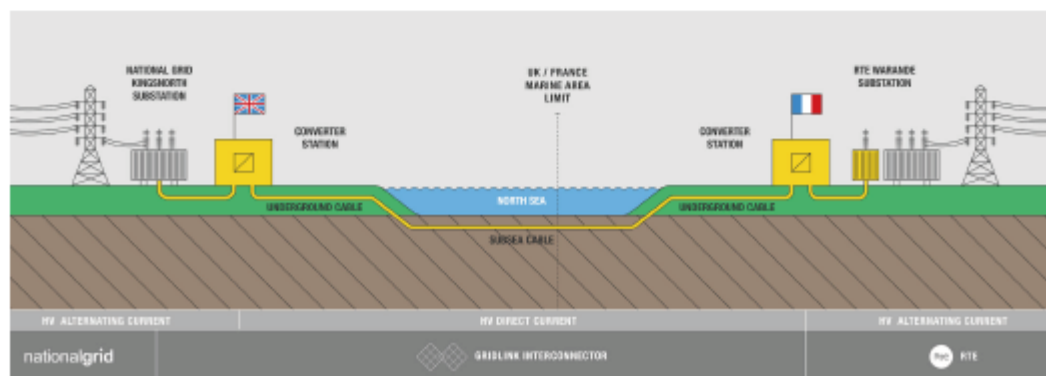 NATIONAL GRID
KINGSNORTH
SUBSTATION
CONVERTER
STATION
UK / FRANCE
MARINE AREA
LIMIT
CONVERTER
STATION
RTE WARANDE
SUBSTATION
UNDERGROUND CABLE
NORTH SEA
UNDERGROUND CABLE
SUBSEA CABLE
HV ALTERNATING CURRENT
HV DIRECT CURRENT
HV ALTERNATING CURRENT
nationalgrid
GRIDLINK INTERCONNECTOR
RTE